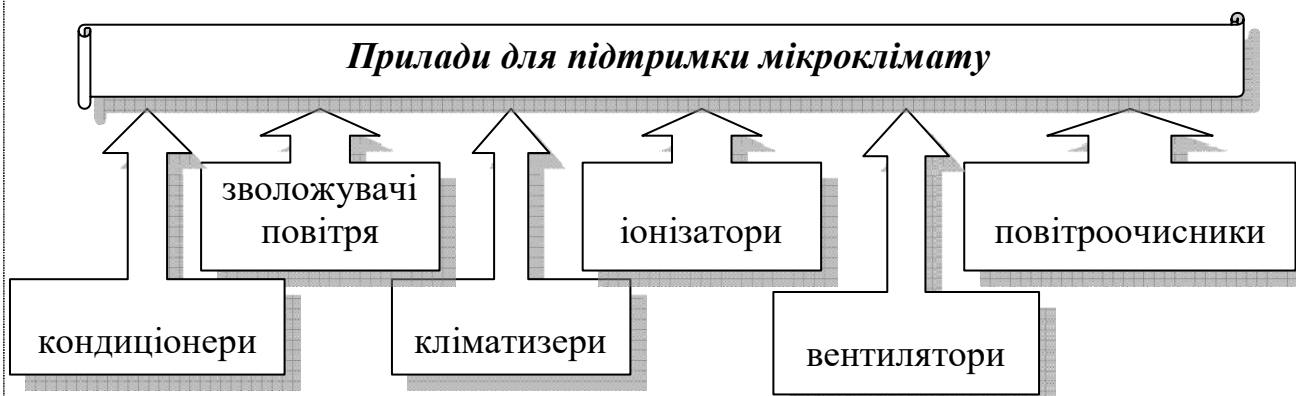 Прилади для підтримки мікроклімату
зволожувачі
повітря
іонізатори
повітроочисники
кондиціонери
кліматизери
вентилятори